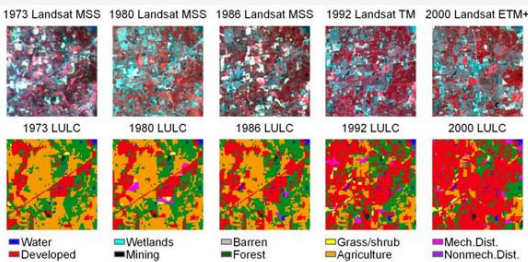 1973 Landsat MSS 1980 Landsat MSS 1986 Landsat MSS 1992 Landsat TM 2000 Landsat ETM+
1973 LULC 1980 LULC 1986 LULC 1992 LULC 2000 LULC
Water Wetlands Barren Grass/shrub Mech.Dist.
Developed Mining Forest Agriculture Nonmech.Dist.